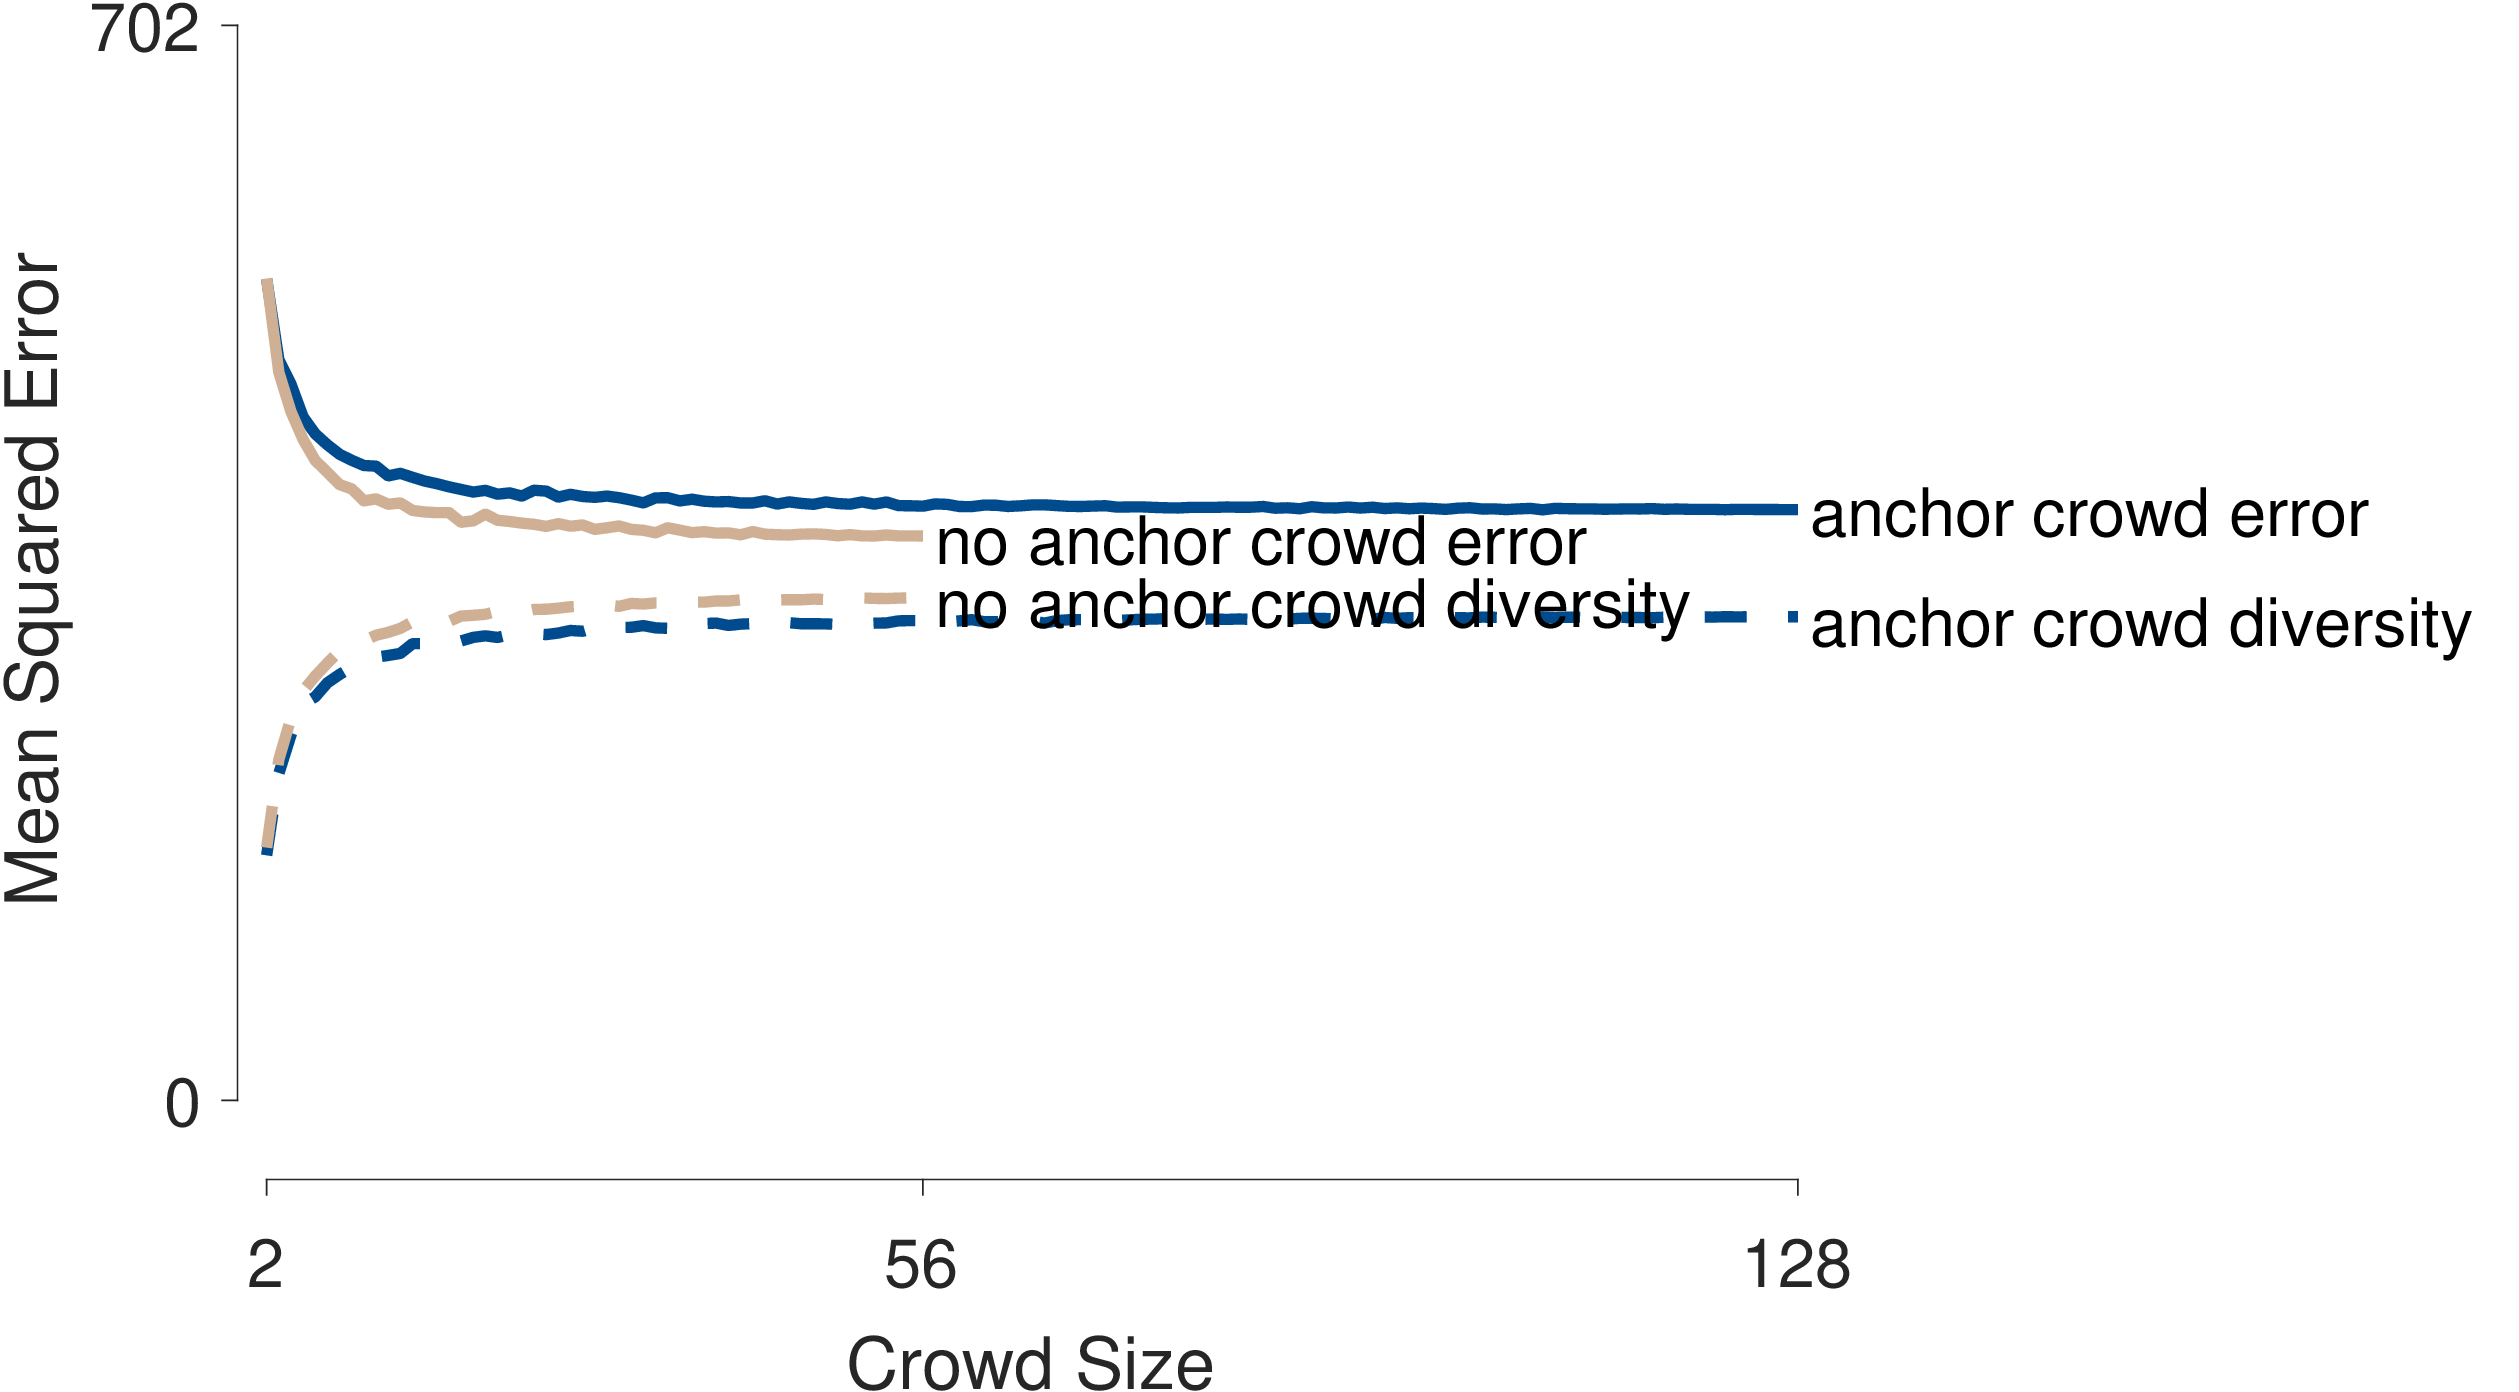 702
Mean Squared Error
anchor crowd error
no anchor crowd error
no anchor crowd diversity
anchor crowd diversity
0
2 56 128
Crowd Size